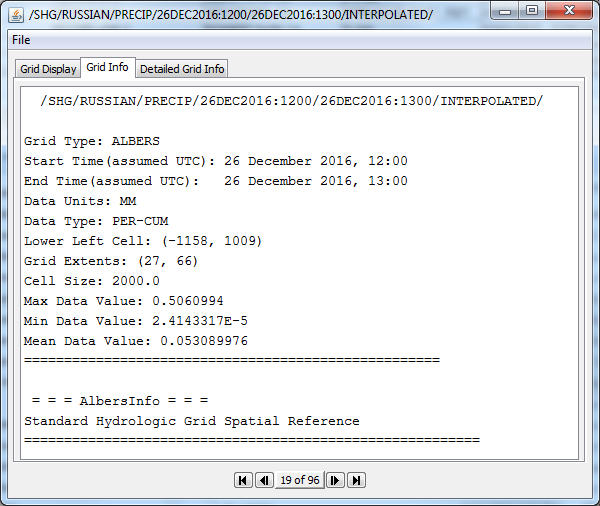 /SHG/RUSSIAN/PRECIP/26DEC2016:1200/26DEC2016:1300/INTERPOLATED/
File
Grid Display Grid Info Detailed Grid Info
/SHG/RUSSIAN/PRECIP/26DEC2016:1200/26DEC2016:1300/INTERPOLATED/
Grid Type: ALBERS
Start Time(assumed UTC): 26 December 2016, 12:00
End Time(assumed UTC): 26 December 2016, 13:00
Data Units: MM
Data Type: PER-CUM
Lower Left Cell: (-1158, 1009)
Grid Extents: (27, 66)
Cell Size: 2000.0
Max Data Value: 0.5060994
Min Data Value: 2.4143317E-5
Mean Data Value: 0.053089976
====================================================
= = = AlbersInfo = = =
Standard Hydrologic Grid Spatial Reference
=========================================================
19 of 96